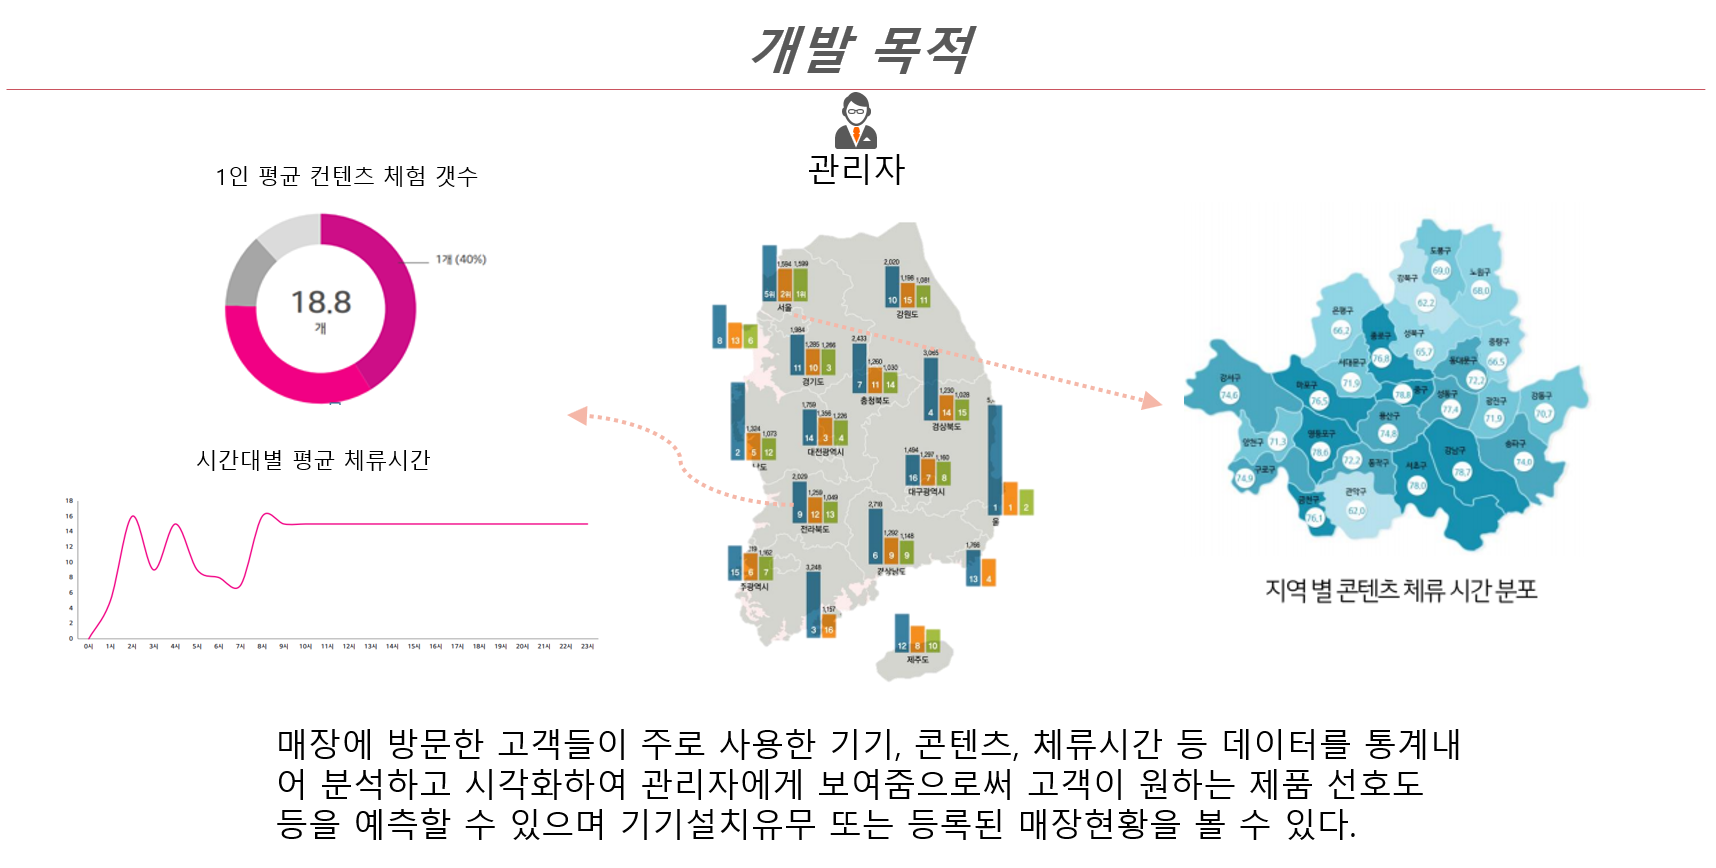 개발 목적
관리자
1인 평균 컨텐츠 체험 갯수
1개 (40%)
18.8
개
시간대별 평균 체류시간
18
16
14
12
10
8
6
4
2
0
0시 1시 2시 3시 4시 5시 6시 7시 8시 9시 10시 11시 12시 13시 14시 15시 16시 17시 18시 19시 20시 21시 22시 23시
1,594 1,599
5위 2위 1위
서울
2,020 1,198 1,081
10 15 11
강원도
8 13 6
1,984 1,285 1,266
11 10 3
경기도
2,433 1,260 1,030
7 11 14
충청북도
3,065 1,230 1,028
4 14 15
경상북도
1,324 1,073
2 5 12
남도
1,759 1,356 1,226
14 3 4
대전광역시
1,494 1,297 1,160
16 7 8
대구광역시
1 1 2
울
2,029 1,258 1,049
9 12 13
전라북도
2,718 1,292 1,148
6 9 9
경상남도
1,766
13 4
219 1,162
15 6 7
주광역시
3,248 1,157
3 16
12 8 10
제주도
도봉구
69,0
노원구
68,0
강북구
62,2
은평구
66,2
종로구
76,8
성북구
65,7
중랑구
66,5
동대문구
72,2
서대문구
71,9
강서구
74,6
마포구
76,5
중구
78,8
성동구
77,4
광진구
71,9
강동구
70,7
용산구
74,8
양천구
71,3
영등포구
78,6
구로구
74,9
동작구
72,2
서초구
78,0
강남구
78,7
송파구
74,0
금천구
76,1
관악구
62,0
지역 별 콘텐츠 체류 시간 분포
매장에 방문한 고객들이 주로 사용한 기기, 콘텐츠, 체류시간 등 데이터를 통계내
어 분석하고 시각화하여 관리자에게 보여줌으로써 고객이 원하는 제품 선호도
등을 예측할 수 있으며 기기설치유무 또는 등록된 매장현황을 볼 수 있다.